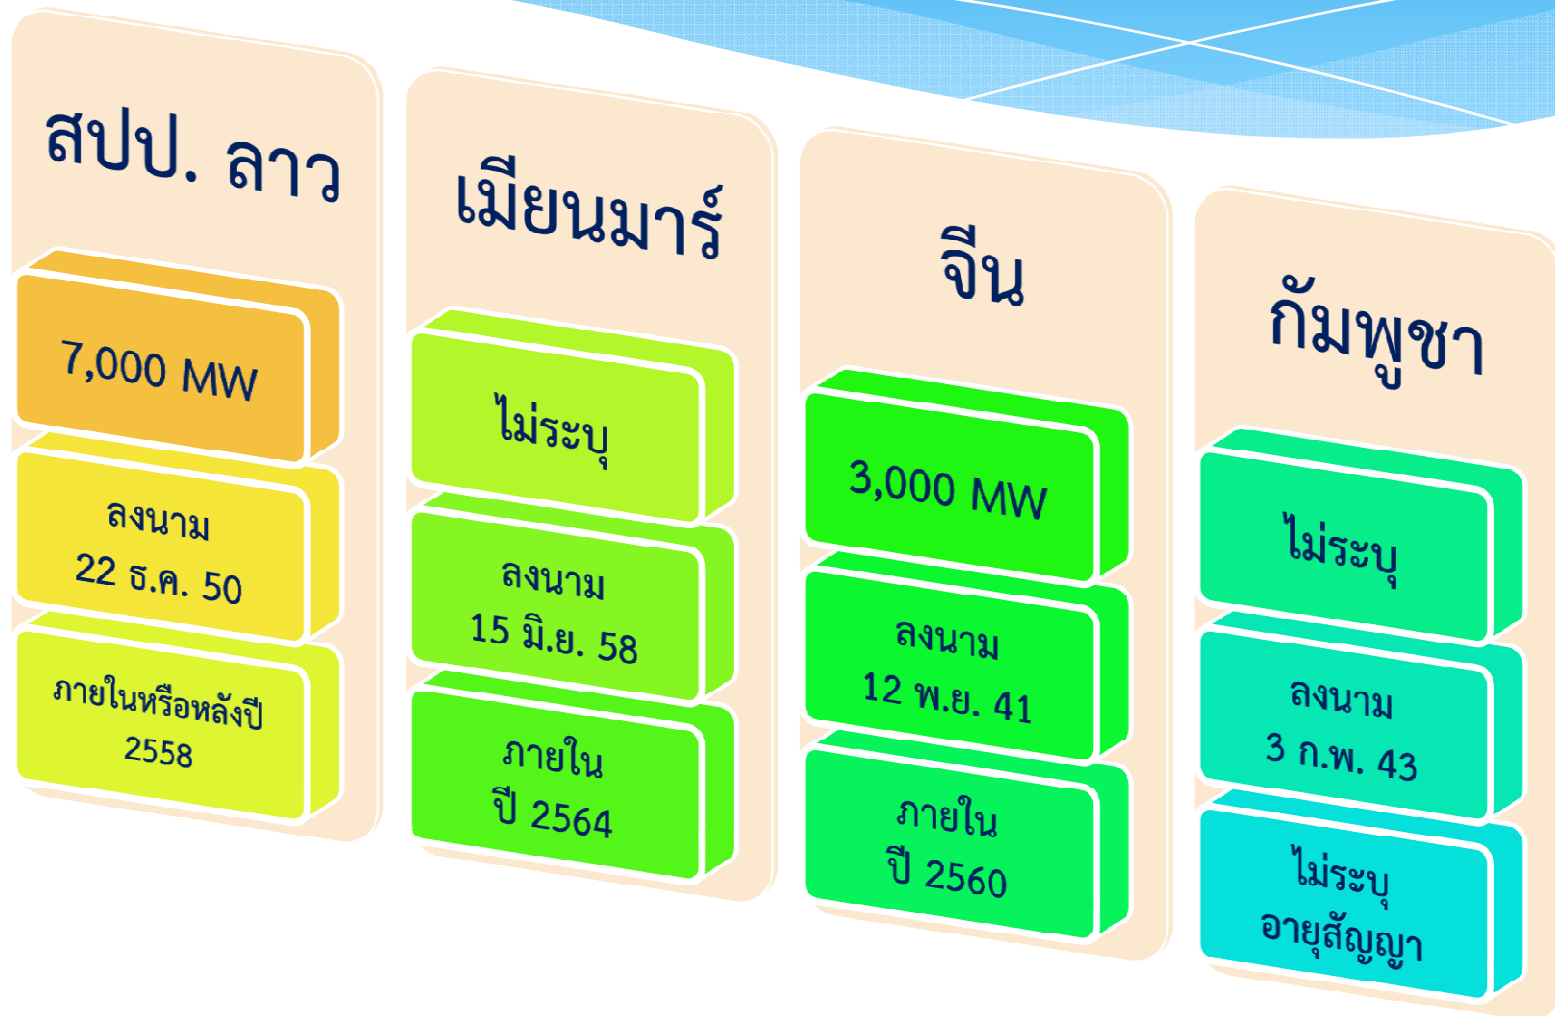 สปป. ลาว
7,000 MW
ลงนาม
22 ธ.ค. 50
ภายในหรือหลังปี
2558
เมียนมาร์
ไม่ระบุ
ลงนาม
15 มิ.ย. 58
ภายใน
ปี 2564
จีน
3,000 MW
ลงนาม
12 พ.ย. 41
ภายใน
ปี 2560
กัมพูชา
ไม่ระบุ
ลงนาม
3 ก.พ. 43
ไม่ระบุ
อายุสัญญา